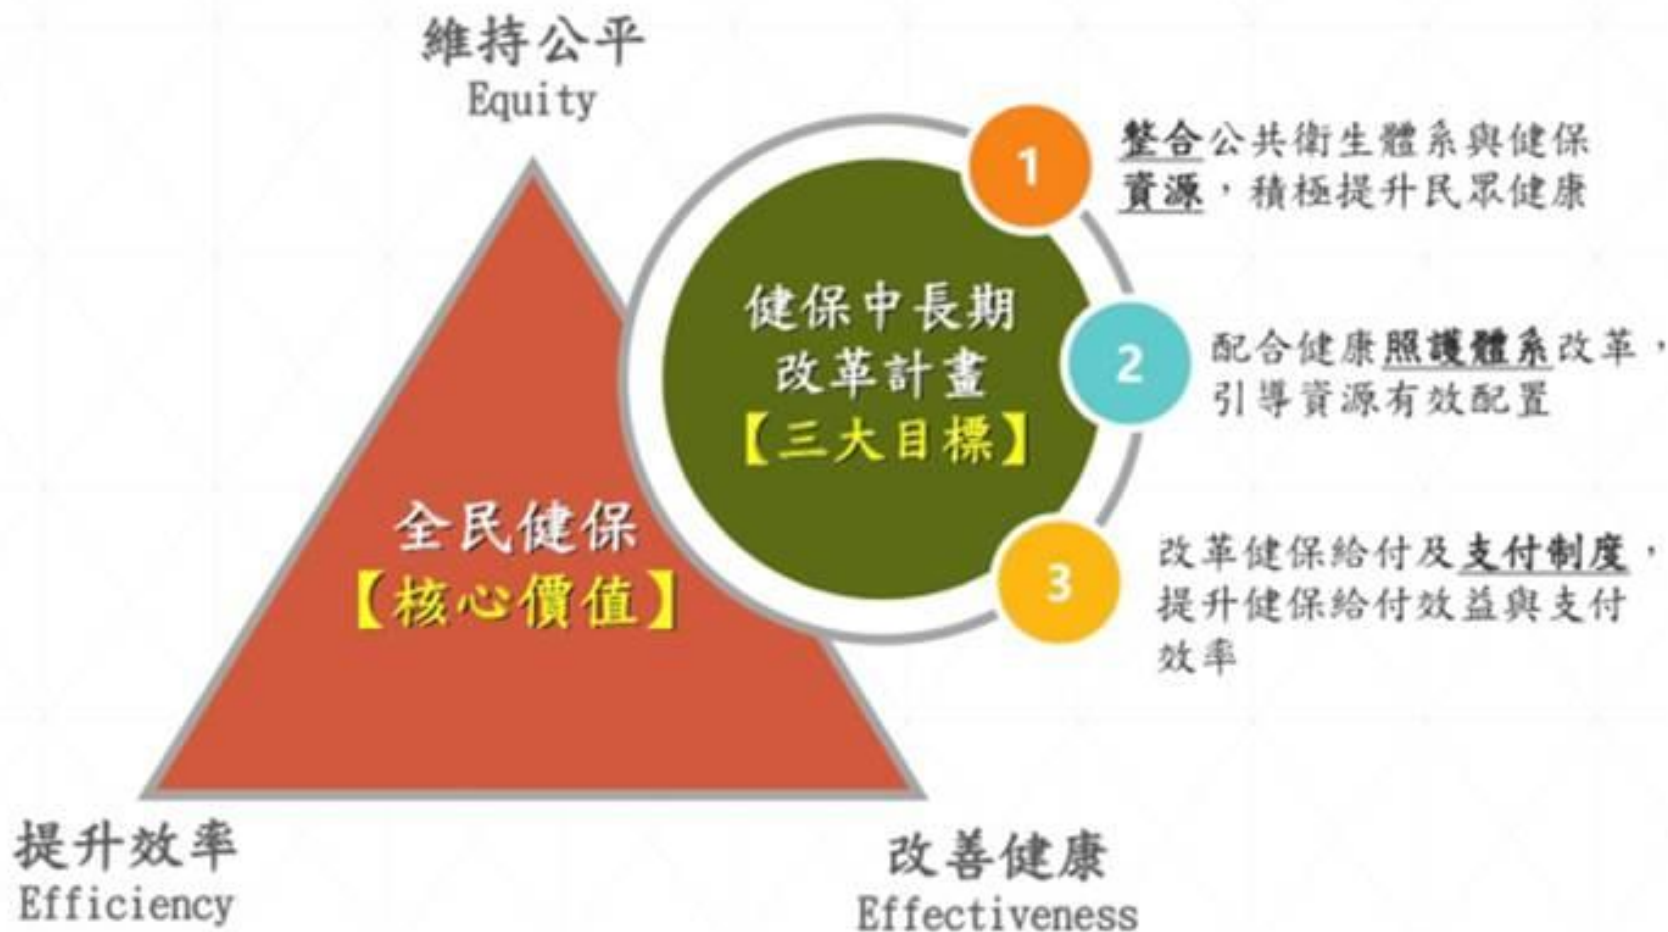 維持公平
Equity
全民健保
【核心價值】
提升效率
Efficiency
改善健康
Effectiveness
健保中長期
改革計畫
【三大目標】
1
整合公共衛生體系與健保
資源，積極提升民眾健康
2
配合健康照護體系改革，
引導資源有效配置
3
改革健保給付及支付制度，
提升健保給付效益與支付
效率